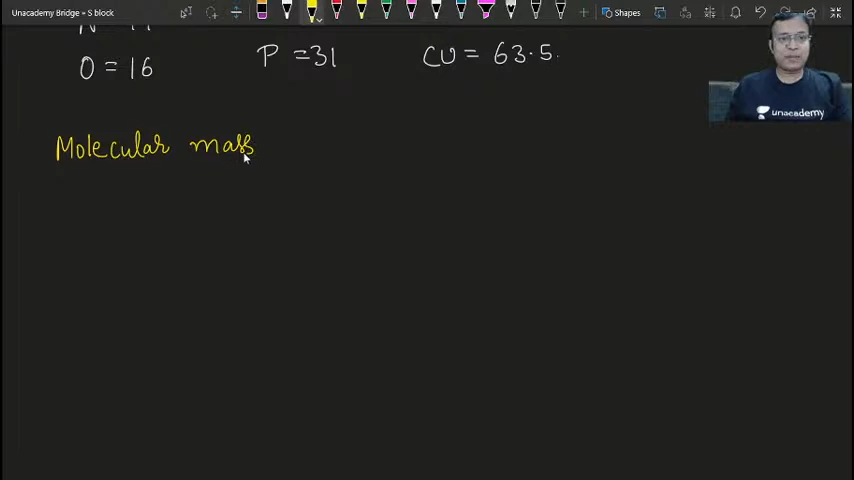 Unacademy Bridge • S block
Shapes
O = 16
P = 31
CU = 63.5
unacademy
Molecular mass